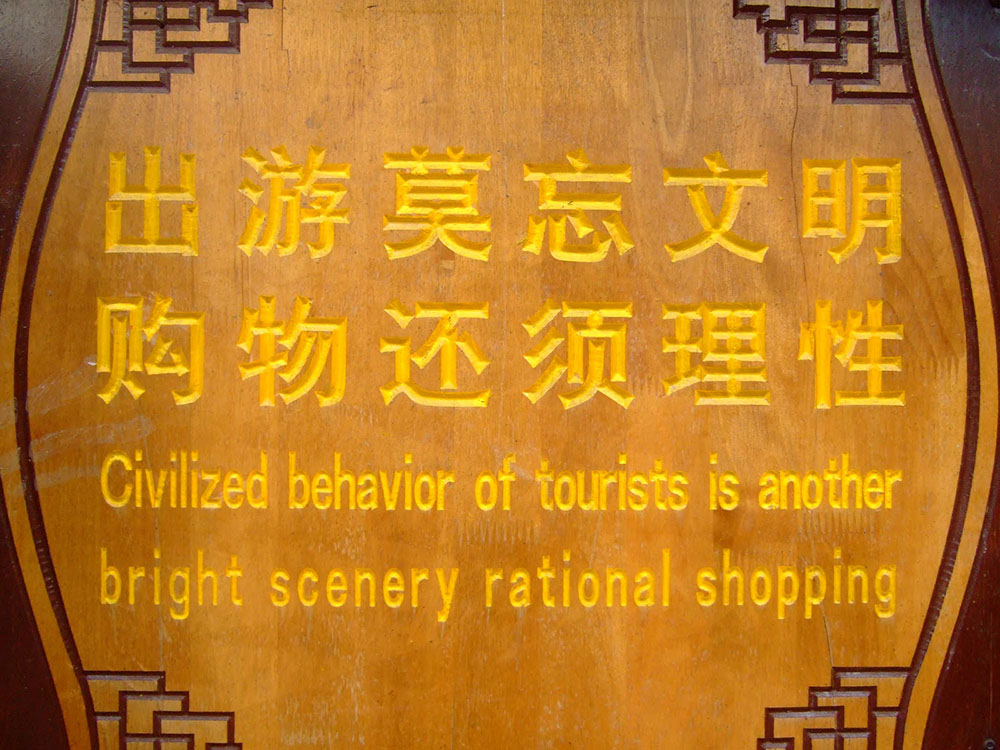 出游莫忘文明
购物还须理性
Civilized behavior of tourists is another
bright scenery rational shopping